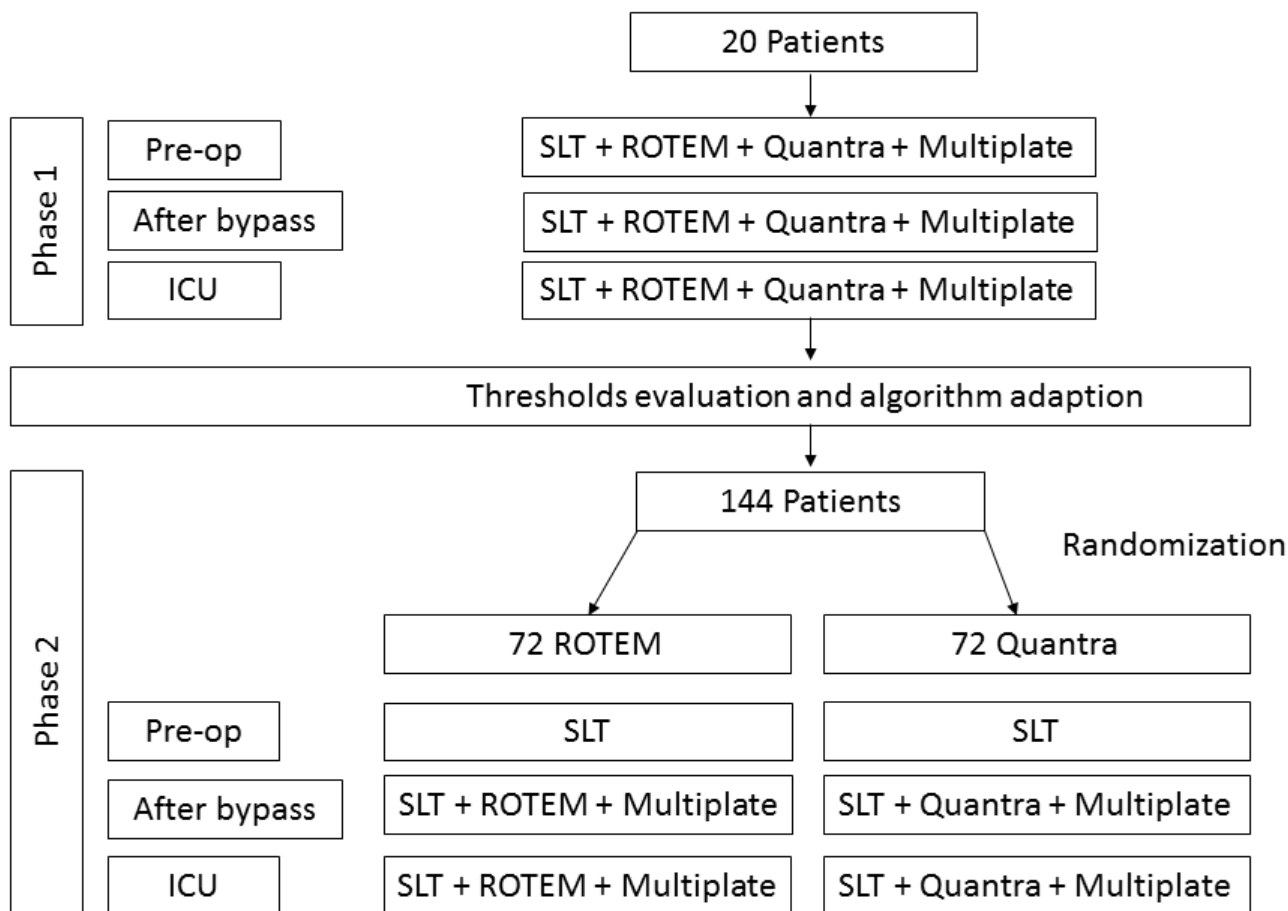 20 Patients
Phase 1
Pre-op
SLT + ROTEM + Quantra + Multiplate
After bypass
SLT + ROTEM + Quantra + Multiplate
ICU
SLT + ROTEM + Quantra + Multiplate
Thresholds evaluation and algorithm adaption
Phase 2
144 Patients
Randomization
72 ROTEM
72 Quantra
Pre-op
SLT
SLT
After bypass
SLT + ROTEM + Multiplate
SLT + Quantra + Multiplate
ICU
SLT + ROTEM + Multiplate
SLT + Quantra + Multiplate